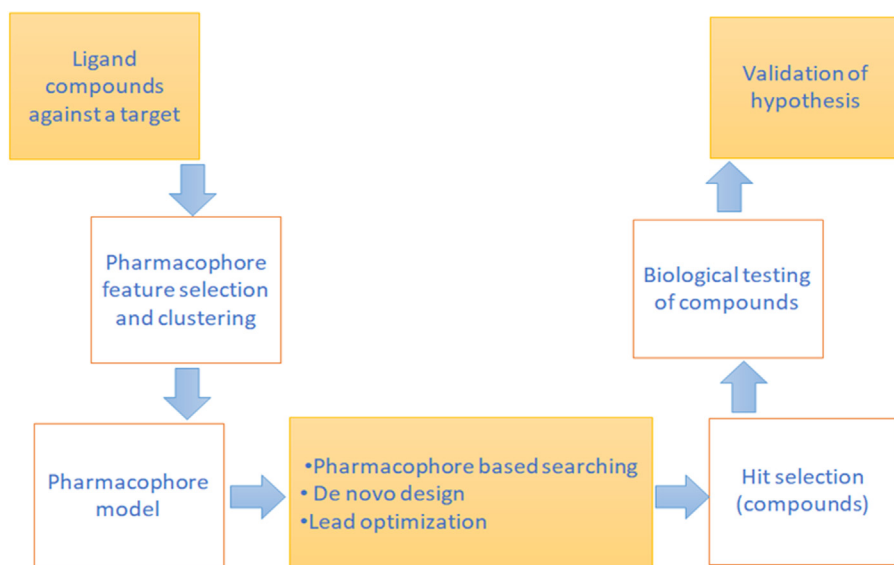 Ligand
compounds
against a target
Pharmacophore
feature selection
and clustering
Pharmacophore
model
•Pharmacophore based searching
• De novo design
•Lead optimization
Hit selection
(compounds)
Biological testing
of compounds
Validation of
hypothesis